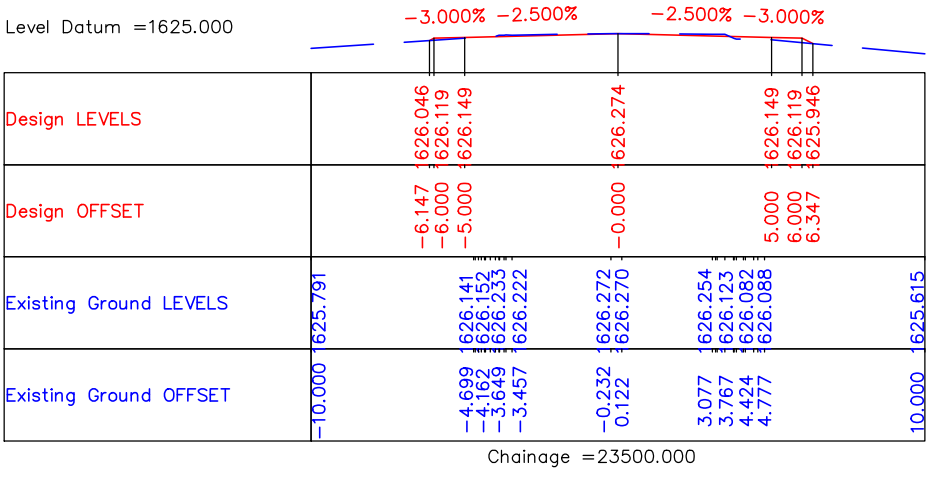 -3.000% -2.500% -2.500% -3.000%
Level Datum =1625.000
Design LEVELS 1626.046 1626.119 1626.149 1626.274 1626.149 1626.119 1625.946
Design OFFSET -6.147 -6.000 -5.000 -0.000 5.000 6.000 6.347
Existing Ground LEVELS 1625.791 1626.141 1626.152 1626.233 1626.222 1626.272 1626.270 1626.254 1626.123 1626.082 1626.088 1625.615
Existing Ground OFFSET -10.000 -4.699 -4.162 -3.649 -3.457 -0.232 0.122 3.077 3.767 4.424 4.777 10.000
Chainage =23500.000